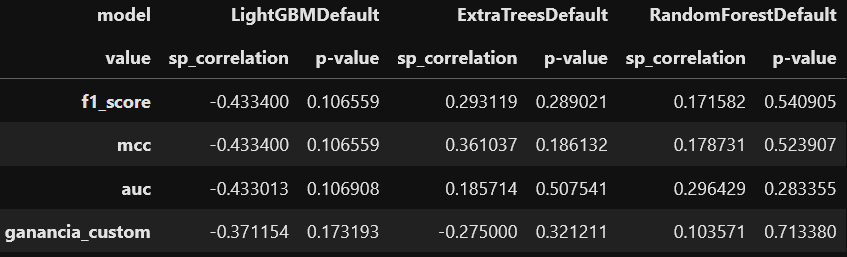 model LightGBMDefault ExtraTreesDefault RandomForestDefault
value sp_correlation p-value sp_correlation p-value sp_correlation p-value
f1_score -0.433400 0.106559 0.293119 0.289021 0.171582 0.540905
mcc -0.433400 0.106559 0.361037 0.186132 0.178731 0.523907
auc -0.433013 0.106908 0.185714 0.507541 0.296429 0.283355
ganancia_custom -0.371154 0.173193 -0.275000 0.321211 0.103571 0.713380